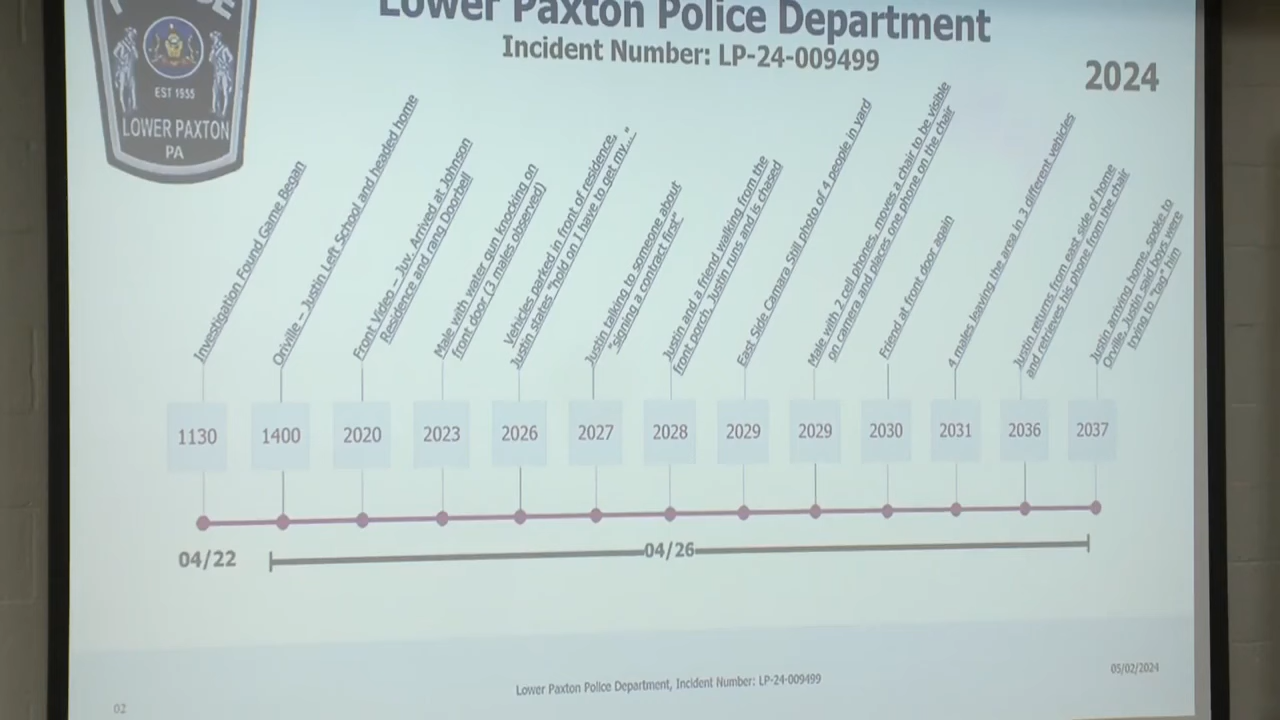 Lower Paxton Police Department
Incident Number: LP-24-009499
2024
EST 1955
LOWER PAXTON
PA
Investigation Found Game Began
Orville – Justin Left School and headed home
Front Video – Juv. Arrived at Johnson
Residence and rang Doorbell
Male with water gun knocking on
front door (3 males observed)
Vehicles parked in front of residence,
Justin states "hold on I have to get my...."
Justin talking to someone about
"signing a contract first"
Justin and a friend walking from the
front porch, Justin runs and is chased
East Side Camara Still photo of 4 people in yard
Male with 2 cell phones, moves a chair to be visible
on camera and places one phone on the chair
Fried at front door again
4 males leaving the area in 3 different vehicles
Justin returns from east side of home
and retrieves his phone from the chair
Justin arriving home, spoke to
Orville, Justin said boys were
trying to "tag" him
1130
1400
2020
2023
2026
2027
2028
2029
2029
2030
2031
2036
2037
04/22
04/26
05/02/2024
Lower Paxton Police Department, Incident Number: LP-24-009499
02